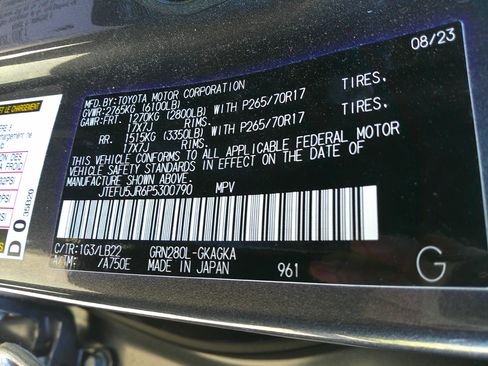 08/23
MFD.BY:TOYOTA MOTOR CORPORATION
GVWR:2765KG (6100LB)
GAWR:FRT. 1270KG (2800LB) WITH P265/70R17 TIRES,
17X7J RIMS.
RR. 1515KG (3350LB) WITH P265/70R17 TIRES,
17X7J RIMS.
THIS VEHICLE CONFORMS TO ALL APPLICABLE FEDERAL MOTOR
VEHICLE SAFETY STANDARDS IN EFFECT ON THE DATE OF
MANUFACTURE SHOWN ABOVE.
JTEFU5JR6P5300790 MPV
C/TR:1G3/LB22 GRN280L-GKAGKA
A/TM: /A750E MADE IN JAPAN 961
G
ET LE CHARGEMENT